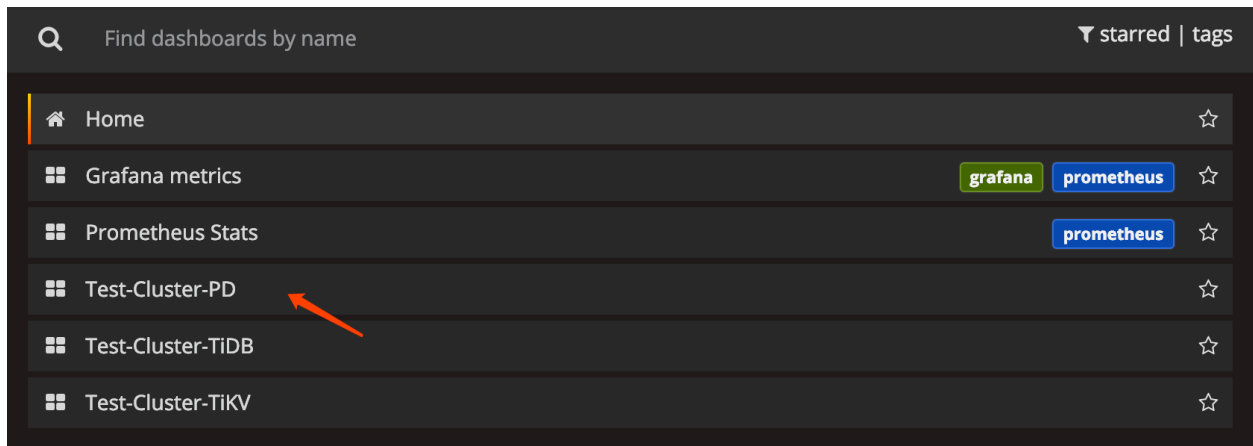 Find dashboards by name
starred | tags
Home
Grafana metrics grafana prometheus
Prometheus Stats prometheus
Test-Cluster-PD
Test-Cluster-TiDB
Test-Cluster-TiKV